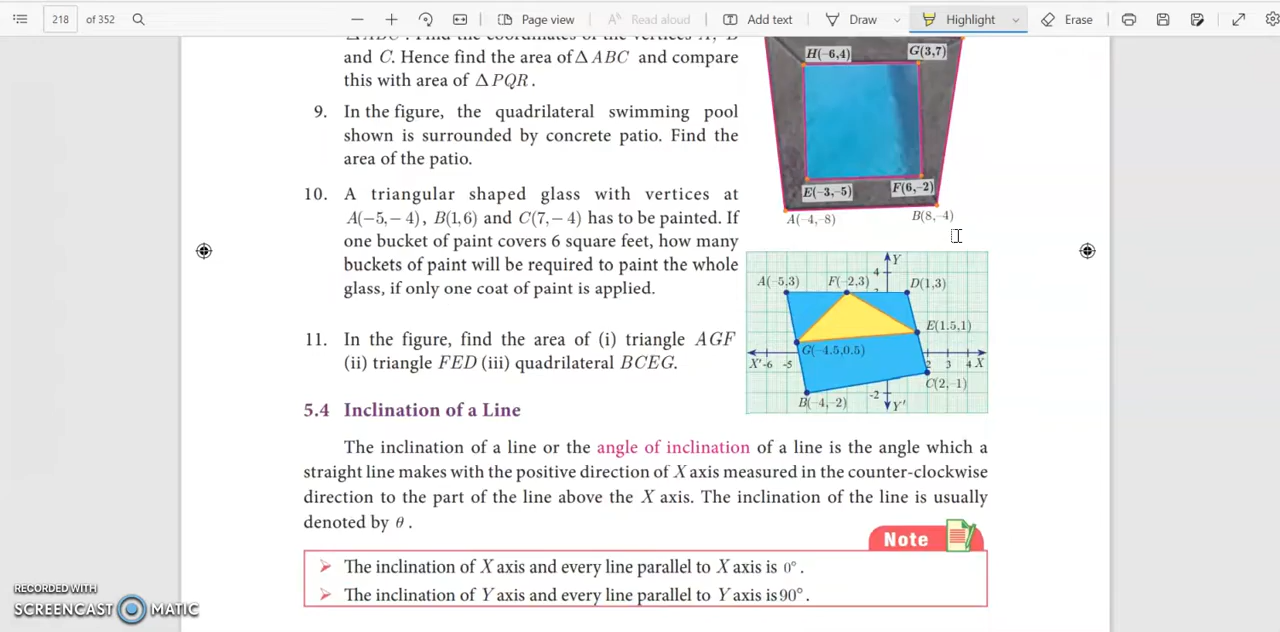 218 of 352 Page view Read aloud Add text Draw Highlight Erase
and C. Hence find the area of Δ ABC and compare
this with area of Δ PQR .
9. In the figure, the quadrilateral swimming pool
shown is surrounded by concrete patio. Find the
area of the patio.
10. A triangular shaped glass with vertices at
A(−5,− 4) , B(1,6) and C(7,− 4) has to be painted. If
one bucket of paint covers 6 square feet, how many
buckets of paint will be required to paint the whole
glass, if only one coat of paint is applied.
11. In the figure, find the area of (i) triangle AGF
(ii) triangle FED (iii) quadrilateral BCEG.
H(−6,4) G(3,7)
E(−3,−5) F(6,−2)
A(−4,−8) B(8,−4)
4 Y
A(−5,3) F(−2,3) D(1,3)
E(1.5,1)
G(−4.5,0.5)
X' -6 -5 2 3 4 X
C(2,−1)
B(−4,−2) -2 Y'
5.4 Inclination of a Line
The inclination of a line or the angle of inclination of a line is the angle which a
straight line makes with the positive direction of X axis measured in the counter-clockwise
direction to the part of the line above the X axis. The inclination of the line is usually
denoted by θ .
Note
➢ The inclination of X axis and every line parallel to X axis is 0° .
➢ The inclination of Y axis and every line parallel to Y axis is 90° .
RECORDED WITH
SCREENCAST MATIC